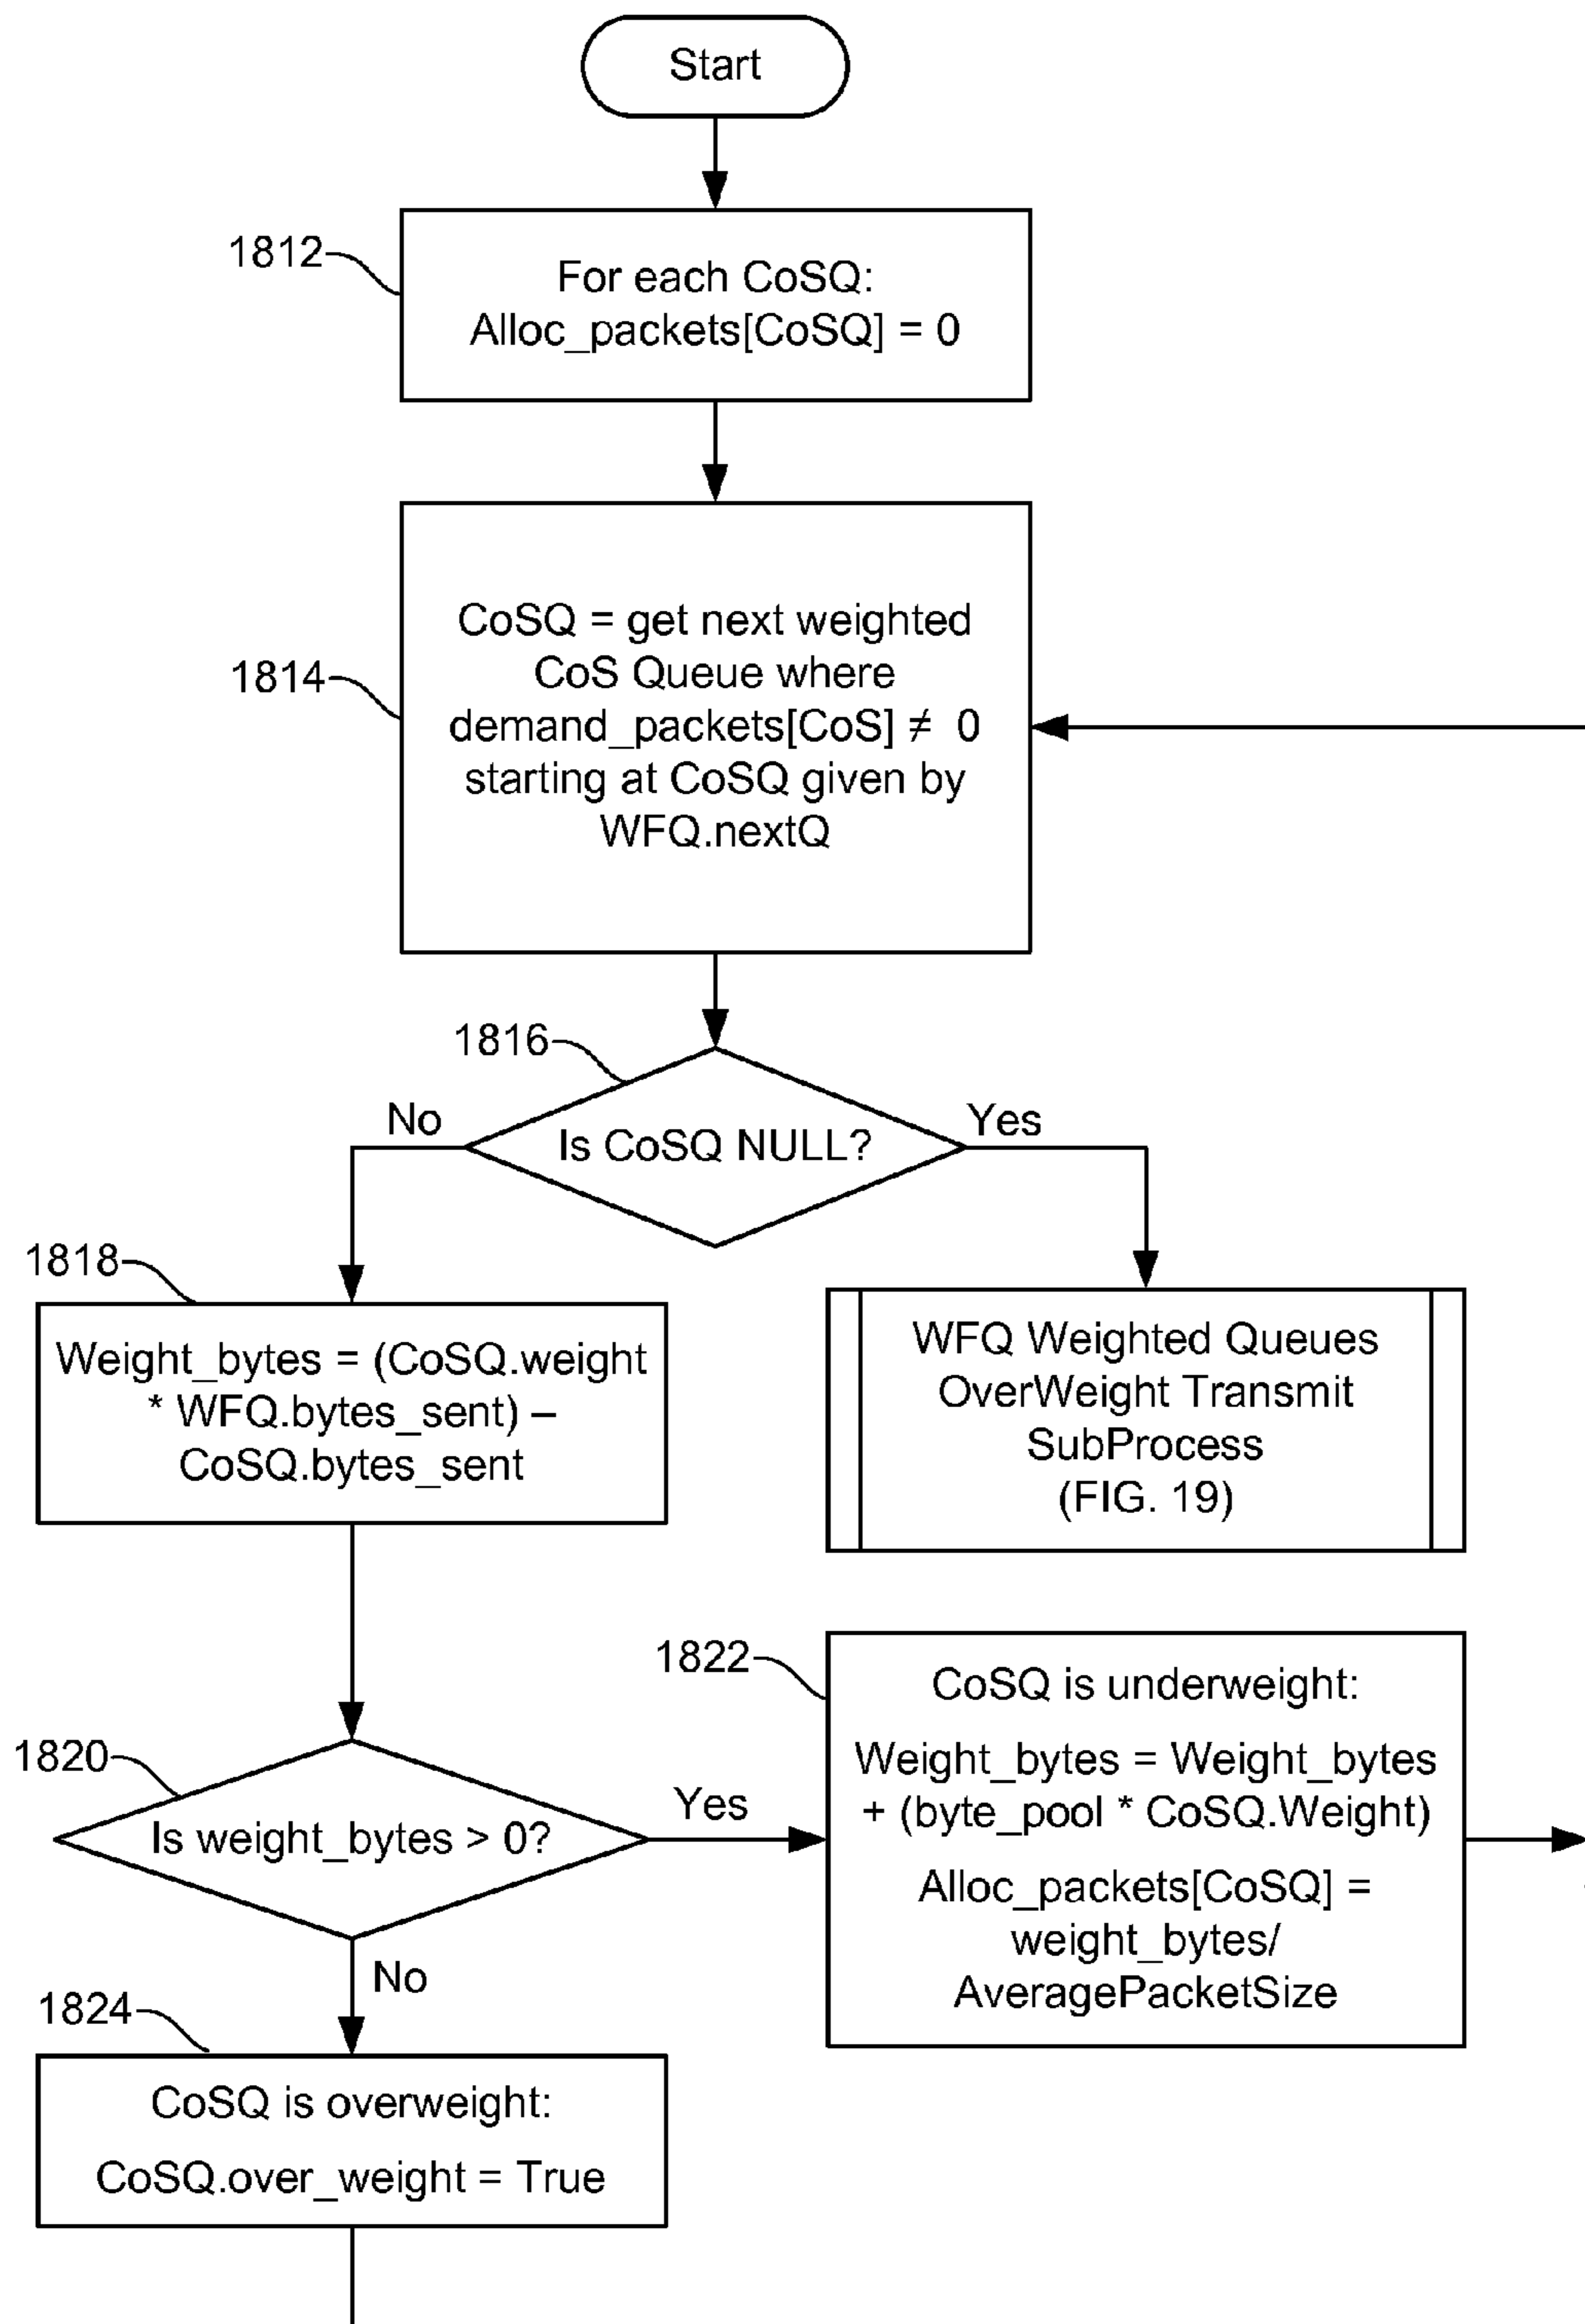 Start
1812
For each CoSQ:
Alloc_packets[CoSQ] = 0
1814
CoSQ = get next weighted
CoS Queue where
demand_packets[CoS] ≠ 0
starting at CoSQ given by
WFQ.nextQ
1816
No
Is CoSQ NULL?
Yes
1818
Weight_bytes = (CoSQ.weight
* WFQ.bytes_sent) –
CoSQ.bytes_sent
WFQ Weighted Queues
OverWeight Transmit
SubProcess
(FIG. 19)
1820
Is weight_bytes > 0?
Yes
1822
CoSQ is underweight:
Weight_bytes = Weight_bytes
+ (byte_pool * CoSQ.Weight)
Alloc_packets[CoSQ] =
weight_bytes/
AveragePacketSize
No
1824
CoSQ is overweight:
CoSQ.over_weight = True